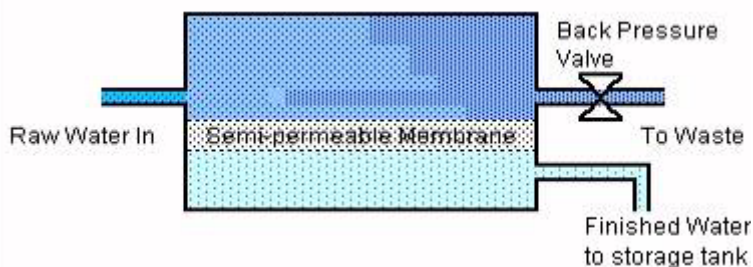 Back Pressure
Valve
Raw Water In
Semi-permeable Membrane
To Waste
Finished Water
to storage tank